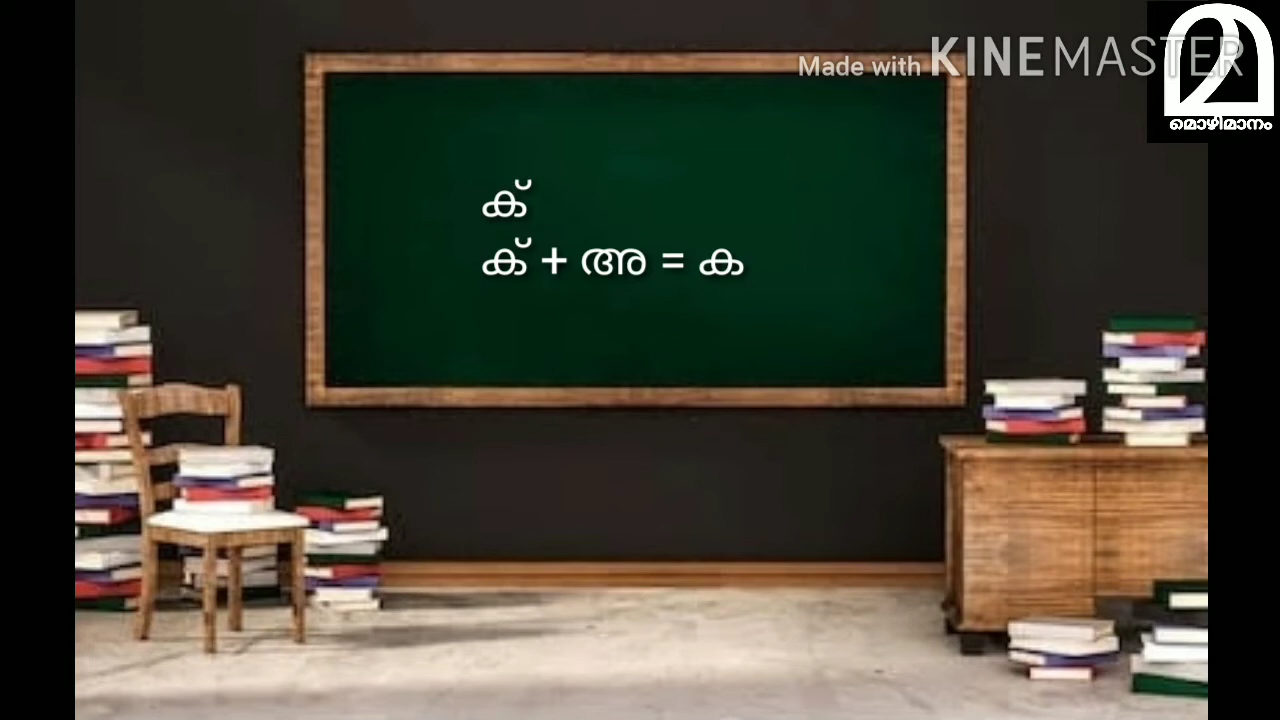 Made with KINEMASTER
മൊഴിമാനം
ക്
ക് + അ = ക